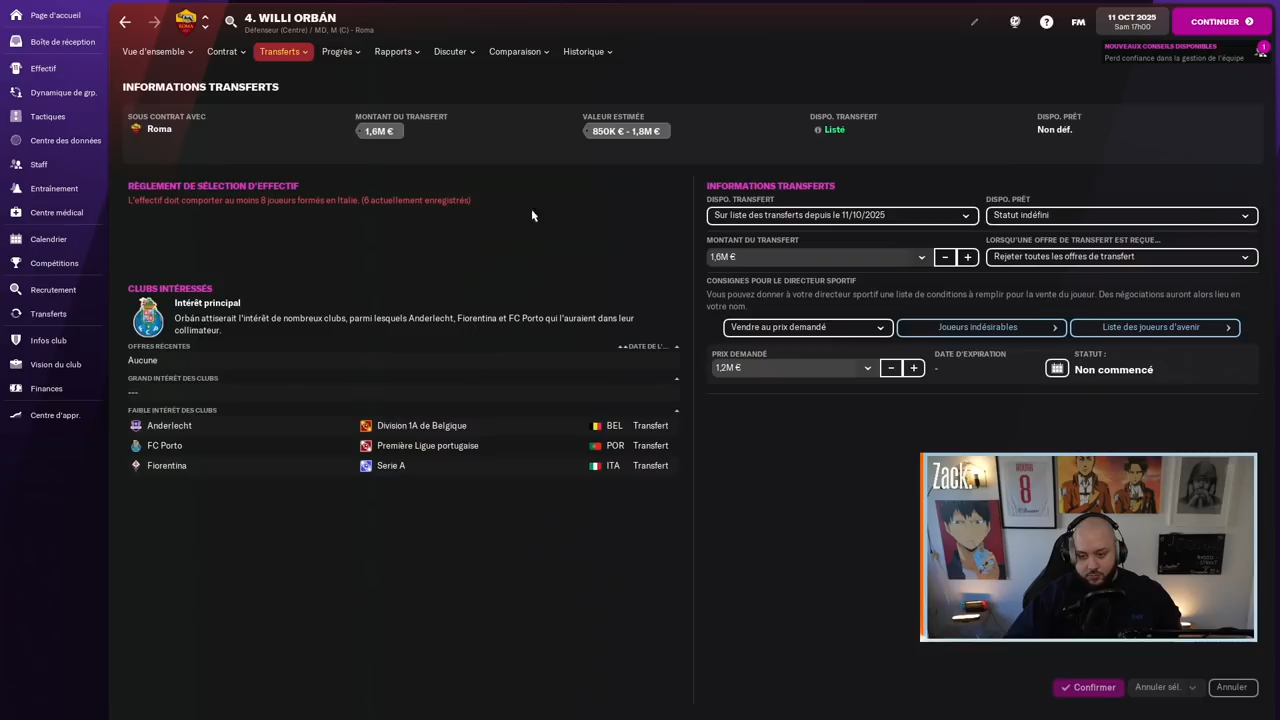 Page d'accueil
Boîte de réception
Effectif
Dynamique de grp.
Tactiques
Centre des données
Staff
Entraînement
Centre médical
Calendrier
Compétitions
Recrutement
Transferts
Infos club
Vision du club
Finances
Centre d'appr.
4. WILLI ORBÁN
Défenseur (Centre) / MD, M (C) - Roma
FM
11 OCT 2025
Sam 17h00
CONTINUER
Vue d'ensemble
Contrat
Transferts
Progrès
Rapports
Discuter
Comparaison
Historique
NOUVEAUX CONSEILS DISPONIBLES
Perd confiance dans la gestion de l'équipe
1
INFORMATIONS TRANSFERTS
SOUS CONTRAT AVEC
Roma
MONTANT DU TRANSFERT
1,6M €
VALEUR ESTIMÉE
850K € - 1,8M €
DISPO. TRANSFERT
Listé
DISPO. PRÊT
Non déf.
RÈGLEMENT DE SÉLECTION D'EFFECTIF
L'effectif doit comporter au moins 8 joueurs formés en Italie. (6 actuellement enregistrés)
CLUBS INTÉRESSÉS
Intérêt principal
Orbán attiserait l'intérêt de nombreux clubs, parmi lesquels Anderlecht, Fiorentina et FC Porto qui l'auraient dans leur
collimateur.
OFFRES RÉCENTES DATE DE L'...
Aucune
GRAND INTÉRÊT DES CLUBS
---
FAIBLE INTÉRÊT DES CLUBS
Anderlecht Division 1A de Belgique BEL Transfert
FC Porto Première Ligue portugaise POR Transfert
Fiorentina Serie A ITA Transfert
INFORMATIONS TRANSFERTS
DISPO. TRANSFERT
Sur liste des transferts depuis le 11/10/2025
DISPO. PRÊT
Statut indéfini
MONTANT DU TRANSFERT
1,6M €
LORSQU'UNE OFFRE DE TRANSFERT EST REÇUE...
Rejeter toutes les offres de transfert
CONSIGNES POUR LE DIRECTEUR SPORTIF
Vous pouvez donner à votre directeur sportif une liste de conditions à remplir pour la vente du joueur. Des négociations auront alors lieu en
votre nom.
Vendre au prix demandé
Joueurs indésirables
Liste des joueurs d'avenir
PRIX DEMANDÉ
1,2M €
DATE D'EXPIRATION
-
STATUT :
Non commencé
Zack.
8
Confirmer
Annuler sél.
Annuler